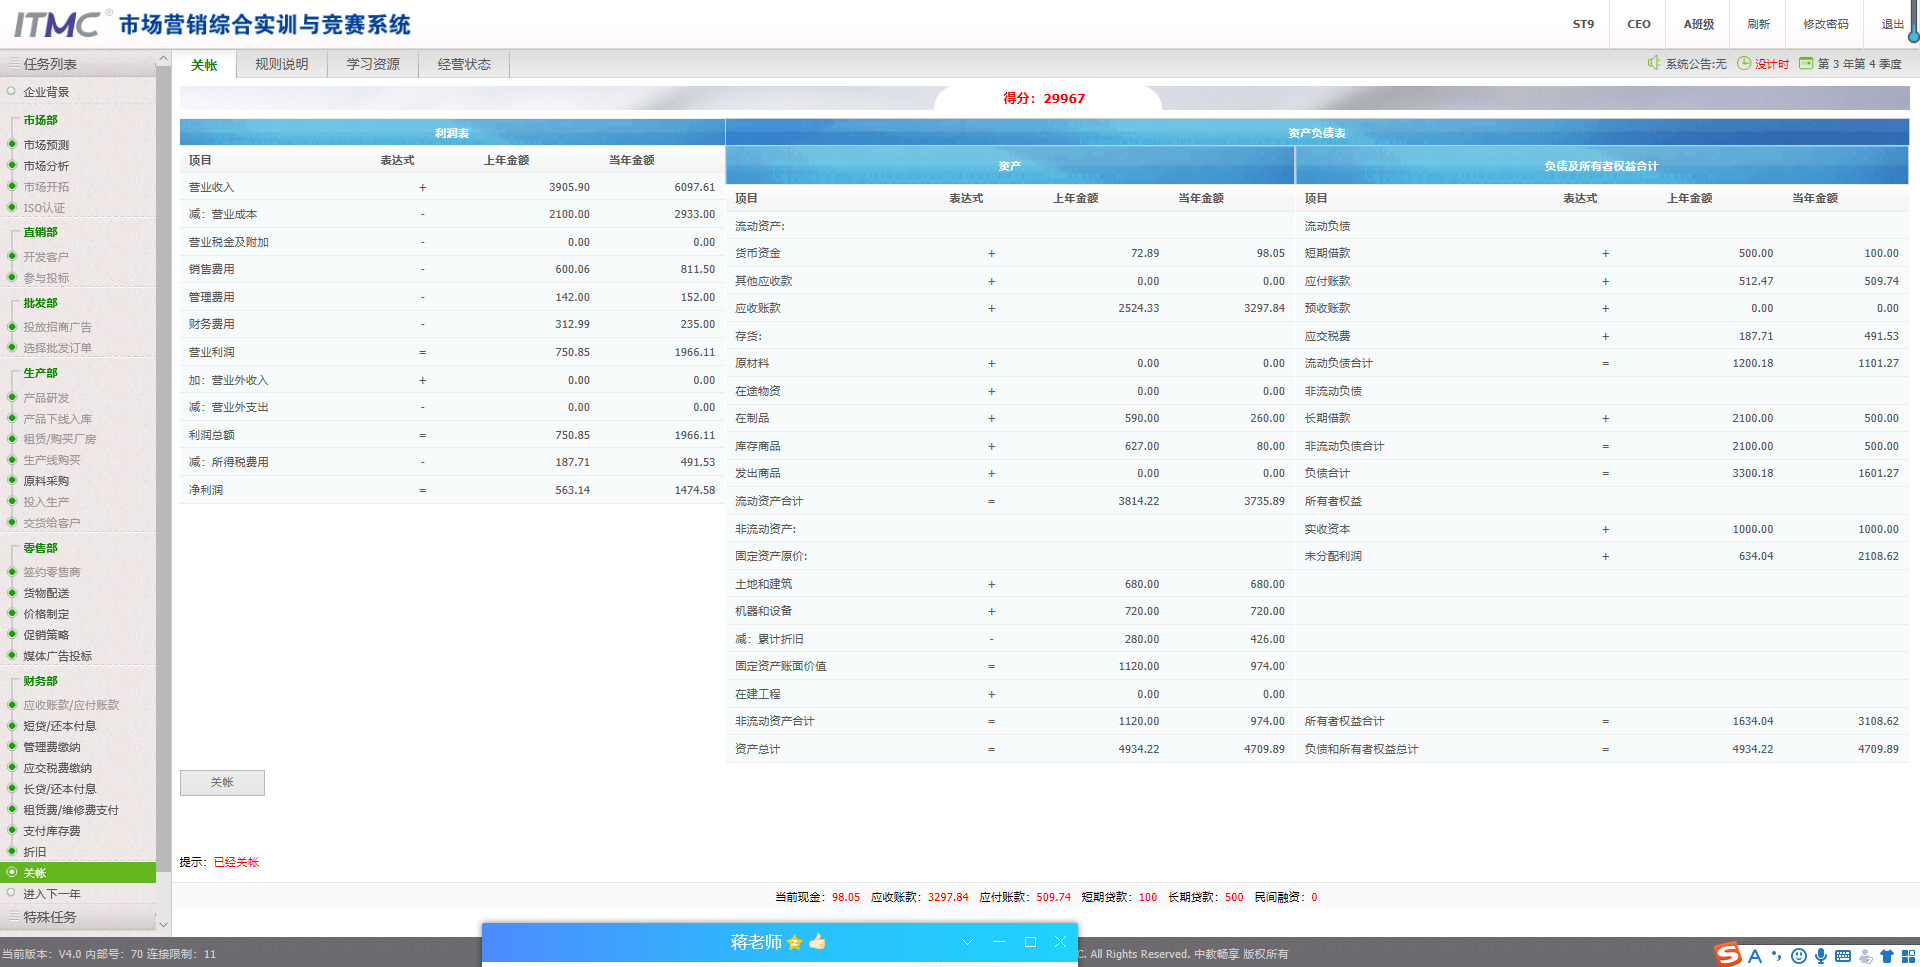 ITMC® 市场营销综合实训与竞赛系统
ST9 CEO A班级 刷新 修改密码 退出
任务列表
企业背景
市场部
市场预测
市场分析
市场开拓
ISO认证
直销部
开发客户
参与投标
批发部
投放招商广告
选择批发订单
生产部
产品研发
产品下线入库
租赁/购买厂房
生产线购买
原料采购
投入生产
交货给客户
零售部
签约零售商
货物配送
价格制定
促销策略
媒体广告投标
财务部
应收账款/应付账款
短贷/还本付息
管理费缴纳
应交税费缴纳
长贷/还本付息
租赁费/维修费支付
支付库存费
折旧
关帐
进入下一年
特殊任务
关帐 规则说明 学习资源 经营状态
系统公告:无 没计时 第 3 年第 4 季度
得分：29967
利润表
项目 表达式 上年金额 当年金额
营业收入 + 3905.90 6097.61
减：营业成本 - 2100.00 2933.00
营业税金及附加 - 0.00 0.00
销售费用 - 600.06 811.50
管理费用 - 142.00 152.00
财务费用 - 312.99 235.00
营业利润 = 750.85 1966.11
加：营业外收入 + 0.00 0.00
减：营业外支出 - 0.00 0.00
利润总额 = 750.85 1966.11
减：所得税费用 - 187.71 491.53
净利润 = 563.14 1474.58
资产负债表
资产
项目 表达式 上年金额 当年金额
流动资产:
货币资金 + 72.89 98.05
其他应收款 + 0.00 0.00
应收账款 + 2524.33 3297.84
存货:
原材料 + 0.00 0.00
在途物资 + 0.00 0.00
在制品 + 590.00 260.00
库存商品 + 627.00 80.00
发出商品 + 0.00 0.00
流动资产合计 = 3814.22 3735.89
非流动资产:
固定资产原价:
土地和建筑 + 680.00 680.00
机器和设备 + 720.00 720.00
减：累计折旧 - 280.00 426.00
固定资产账面价值 = 1120.00 974.00
在建工程 + 0.00 0.00
非流动资产合计 = 1120.00 974.00
资产总计 = 4934.22 4709.89
负债及所有者权益合计
项目 表达式 上年金额 当年金额
流动负债
短期借款 + 500.00 100.00
应付账款 + 512.47 509.74
预收账款 + 0.00 0.00
应交税费 + 187.71 491.53
流动负债合计 = 1200.18 1101.27
非流动负债
长期借款 + 2100.00 500.00
非流动负债合计 = 2100.00 500.00
负债合计 = 3300.18 1601.27
所有者权益
实收资本 + 1000.00 1000.00
未分配利润 + 634.04 2108.62
所有者权益合计 = 1634.04 3108.62
负债和所有者权益总计 = 4934.22 4709.89
关帐
提示：已经关帐
当前现金：98.05 应收账款：3297.84 应付账款：509.74 短期贷款：100 长期贷款：500 民间融资：0
蒋老师
当前版本：V4.0 内部号：70 连接限制：11
C. All Rights Reserved. 中教畅享 版权所有